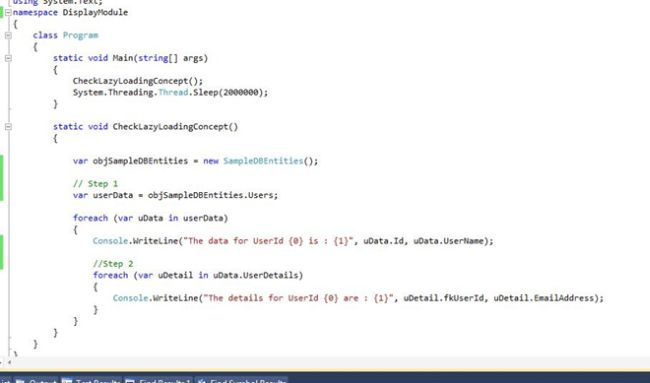 using System.Text;
namespace DisplayModule
{
class Program
{
static void Main(string[] args)
{
CheckLazyLoadingConcept();
System.Threading.Thread.Sleep(2000000);
}
static void CheckLazyLoadingConcept()
{
var objSampleDBEntities = new SampleDBEntities();
// Step 1
var userData = objSampleDBEntities.Users;
foreach (var uData in userData)
{
Console.WriteLine("The data for UserId {0} is : {1}", uData.Id, uData.UserName);
//Step 2
foreach (var uDetail in uData.UserDetails)
{
Console.WriteLine("The details for UserId {0} are : {1}", uDetail.fkUserId, uDetail.EmailAddress);
}
}
}
}
}
Output Test Results Find Results 1 Find Symbol Results